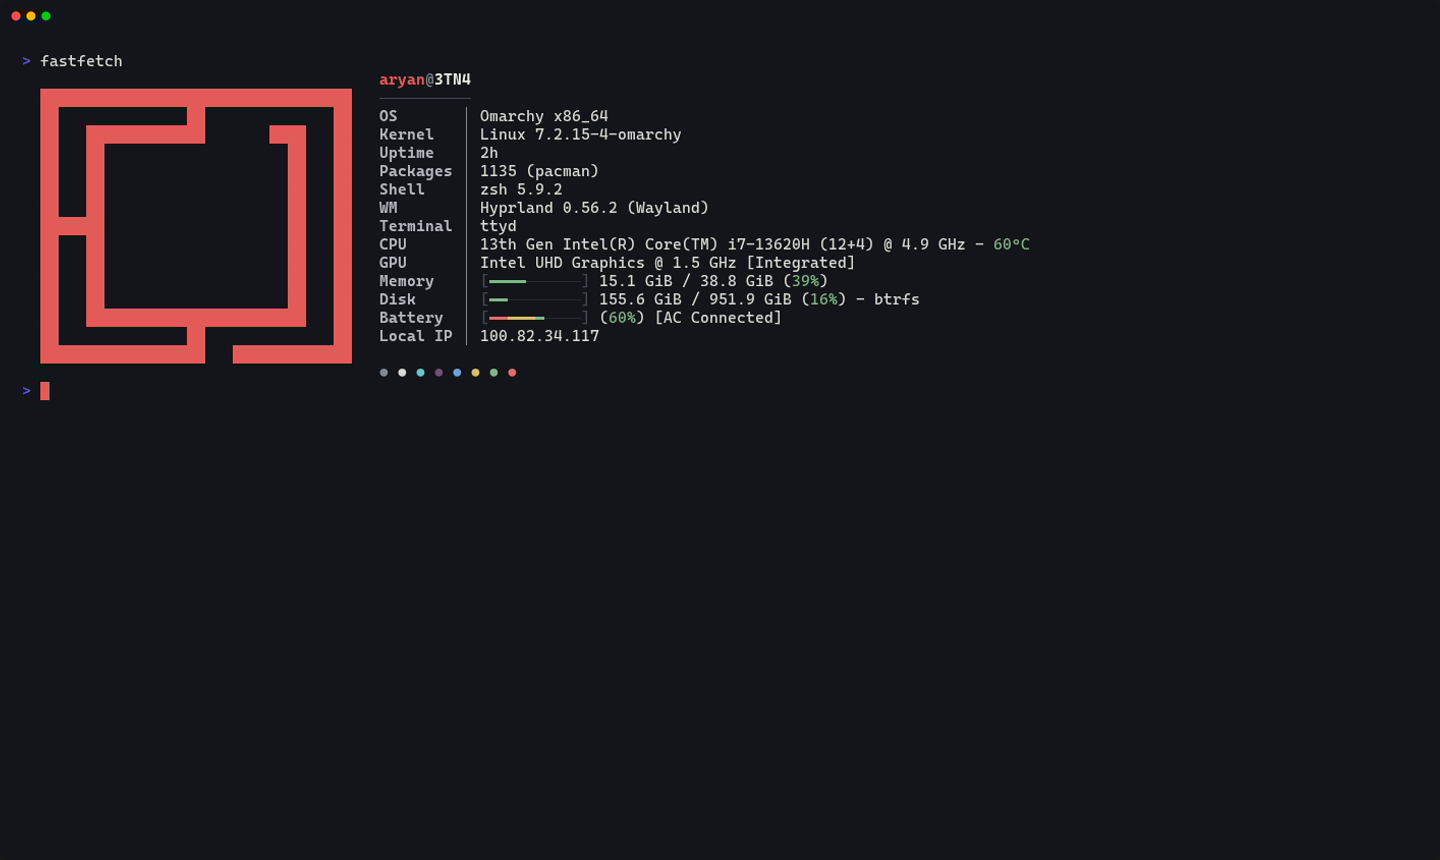 > fastfetch
aryan@3TN4
OS Omarchy x86_64
Kernel Linux 7.2.15-4-omarchy
Uptime 2h
Packages 1135 (pacman)
Shell zsh 5.9.2
WM Hyprland 0.56.2 (Wayland)
Terminal ttyd
CPU 13th Gen Intel(R) Core(TM) i7-13620H (12+4) @ 4.9 GHz - 60°C
GPU Intel UHD Graphics @ 1.5 GHz [Integrated]
Memory [ ] 15.1 GiB / 38.8 GiB (39%)
Disk [ ] 155.6 GiB / 951.9 GiB (16%) - btrfs
Battery [ ] (60%) [AC Connected]
Local IP 100.82.34.117
>